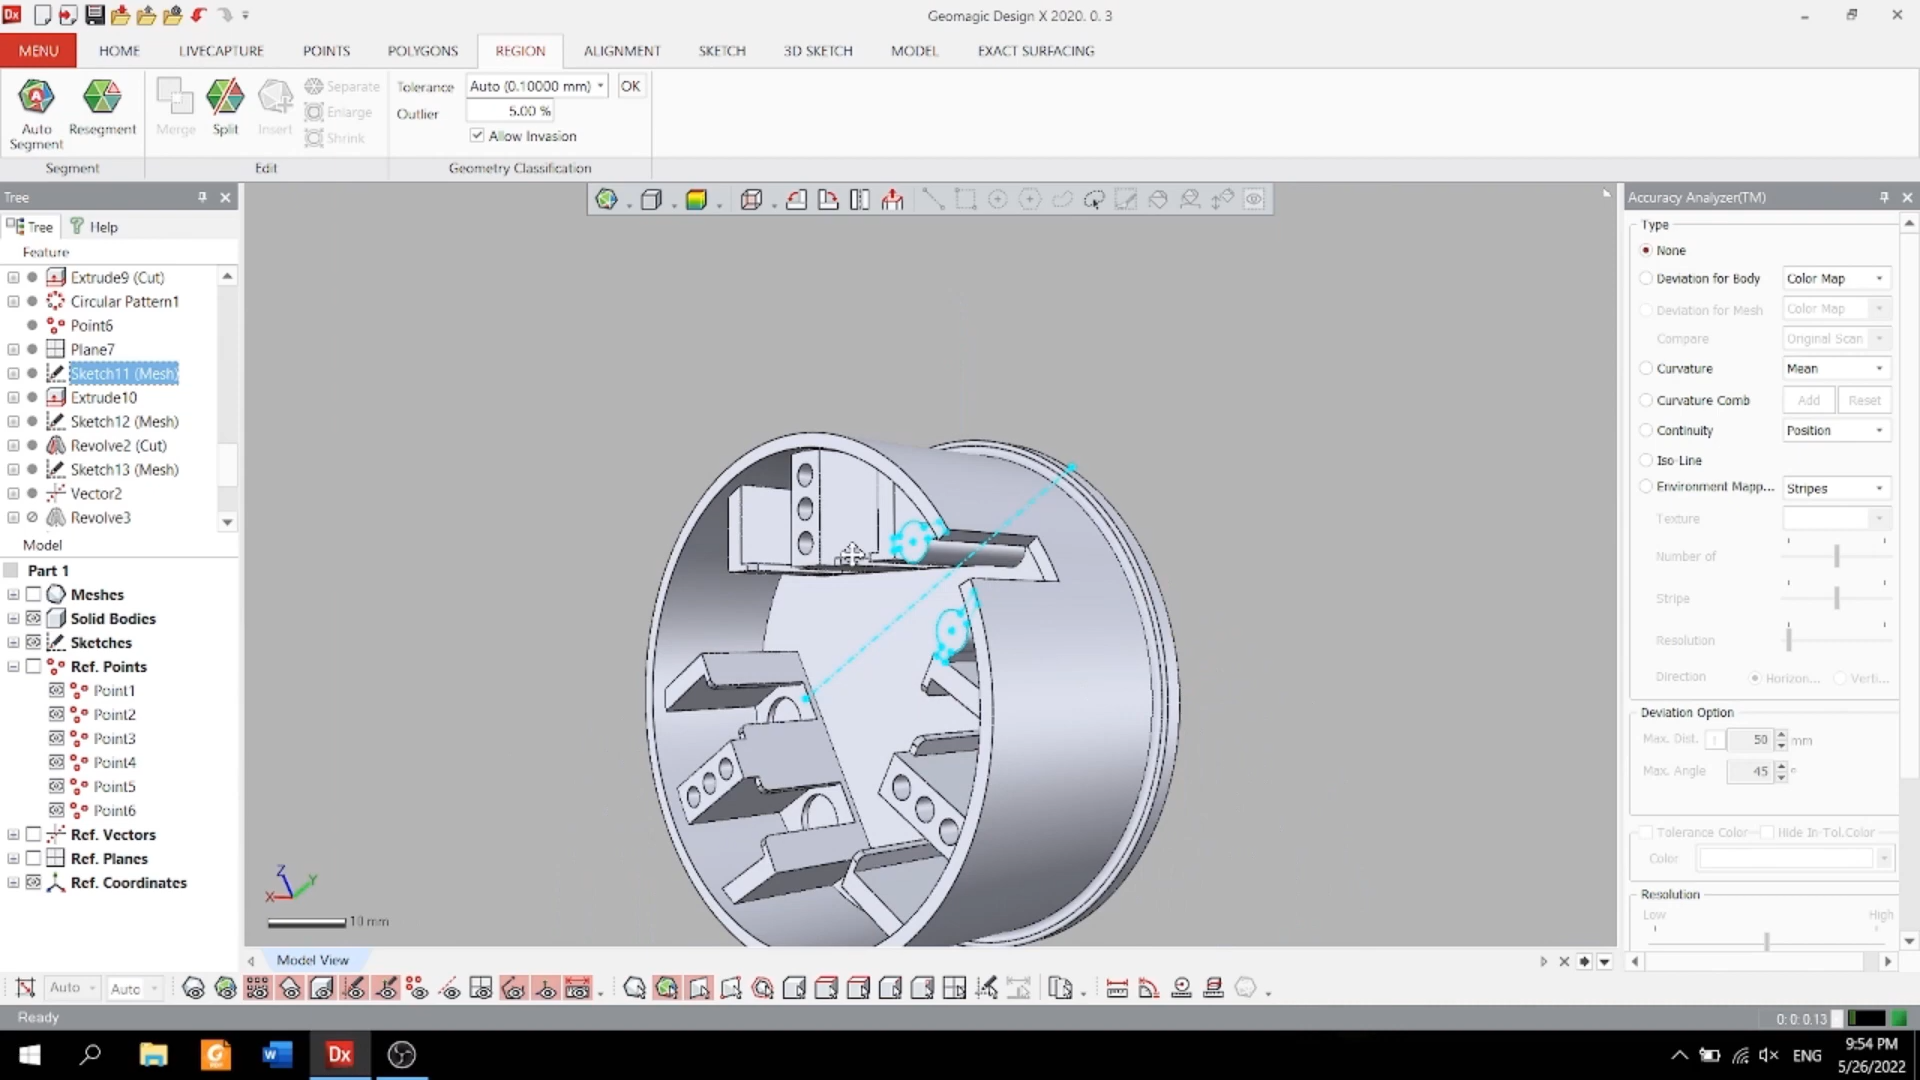 Dx
Geomagic Design X 2020. 0. 3
MENU
HOME
LIVECAPTURE
POINTS
POLYGONS
REGION
ALIGNMENT
SKETCH
3D SKETCH
MODEL
EXACT SURFACING
Auto Segment
Resegment
Merge
Split
Insert
Separate
Enlarge
Shrink
Tolerance Auto (0.10000 mm) OK
Outlier 5.00 %
Allow Invasion
Segment
Edit
Geometry Classification
Tree
Tree Help
Feature
Extrude9 (Cut)
Circular Pattern1
Point6
Plane7
Sketch11 (Mesh)
Extrude10
Sketch12 (Mesh)
Revolve2 (Cut)
Sketch13 (Mesh)
Vector2
Revolve3
Model
Part 1
Meshes
Solid Bodies
Sketches
Ref. Points
Point1
Point2
Point3
Point4
Point5
Point6
Ref. Vectors
Ref. Planes
Ref. Coordinates
Z
Y
X
10 mm
Model View
Accuracy Analyzer(TM)
Type
None
Deviation for Body Color Map
Deviation for Mesh Color Map
Compare Original Scan
Curvature Mean
Curvature Comb Add Reset
Continuity Position
Iso-Line
Environment Mapp... Stripes
Texture
Number of
Stripe
Resolution
Direction Horizon... Verti...
Deviation Option
Max. Dist. 50 mm
Max. Angle 45 °
Tolerance Color Hide In-Tol.Color
Color
Resolution
Low High
Auto Auto
Ready
0: 0: 0.13
Dx
ENG
9:54 PM
5/26/2022